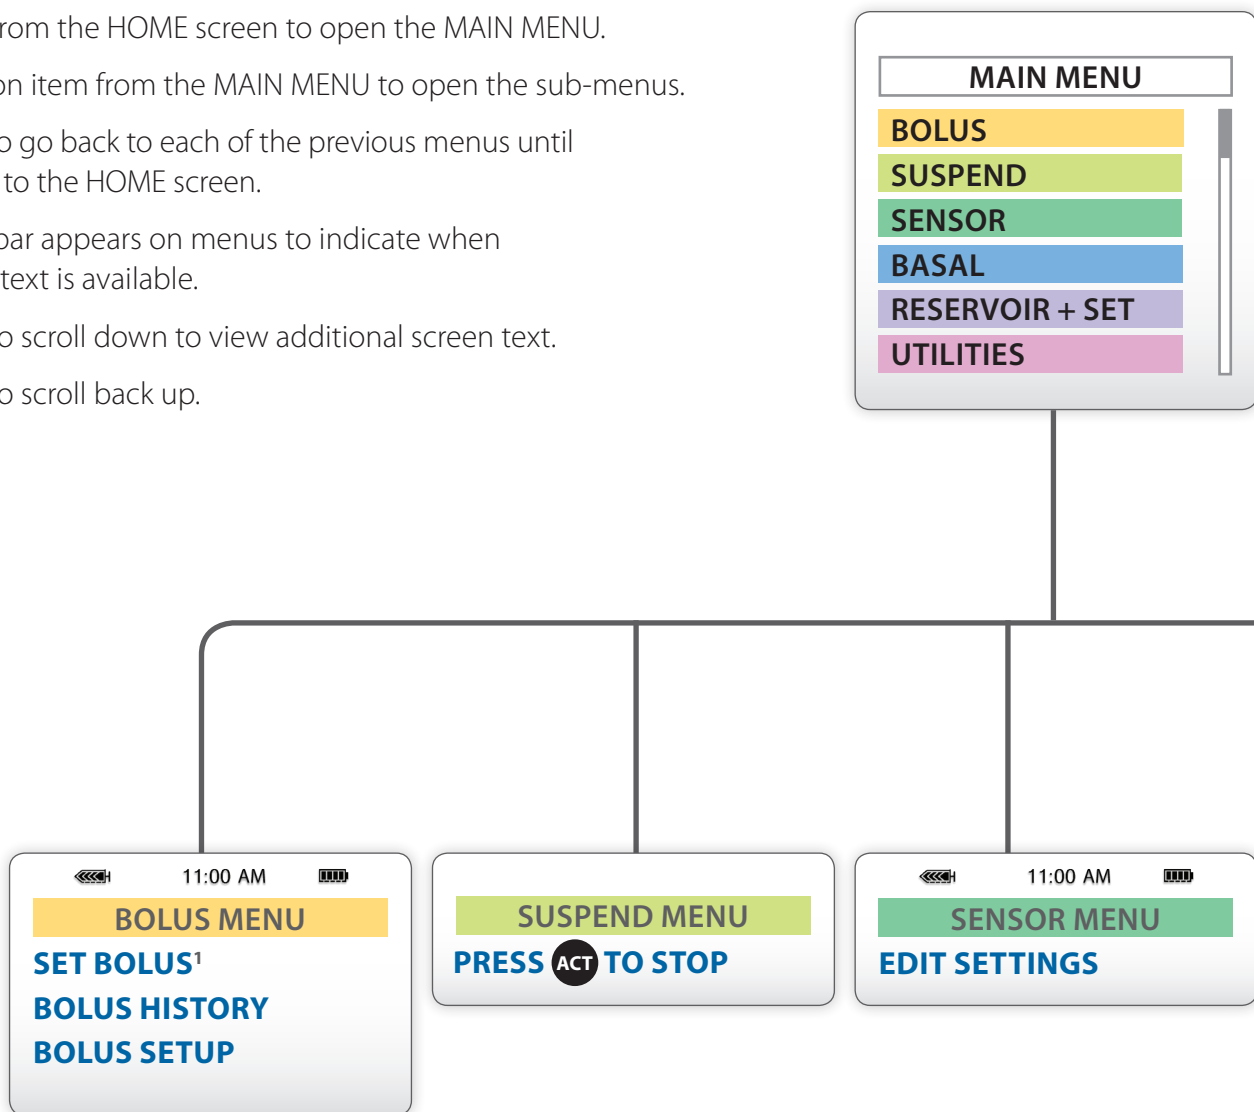 rom the HOME screen to open the MAIN MENU.
on item from the MAIN MENU to open the sub-menus.
o go back to each of the previous menus until
to the HOME screen.
bar appears on menus to indicate when
text is available.
o scroll down to view additional screen text.
o scroll back up.
MAIN MENU
BOLUS
SUSPEND
SENSOR
BASAL
RESERVOIR + SET
UTILITIES
11:00 AM
BOLUS MENU
SET BOLUS¹
BOLUS HISTORY
BOLUS SETUP
SUSPEND MENU
PRESS ACT TO STOP
11:00 AM
SENSOR MENU
EDIT SETTINGS